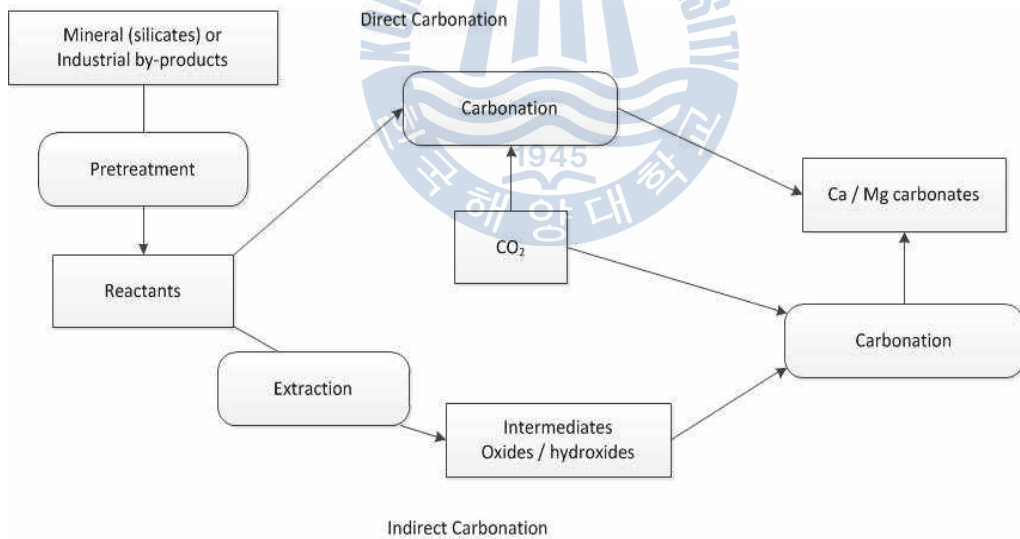 Direct Carbonation
Mineral (silicates) or
Industrial by-products
Carbonation
Pretreatment
1945
Ca / Mg carbonates
CO₂
Reactants
Carbonation
Extraction
Intermediates
Oxides / hydroxides
Indirect Carbonation